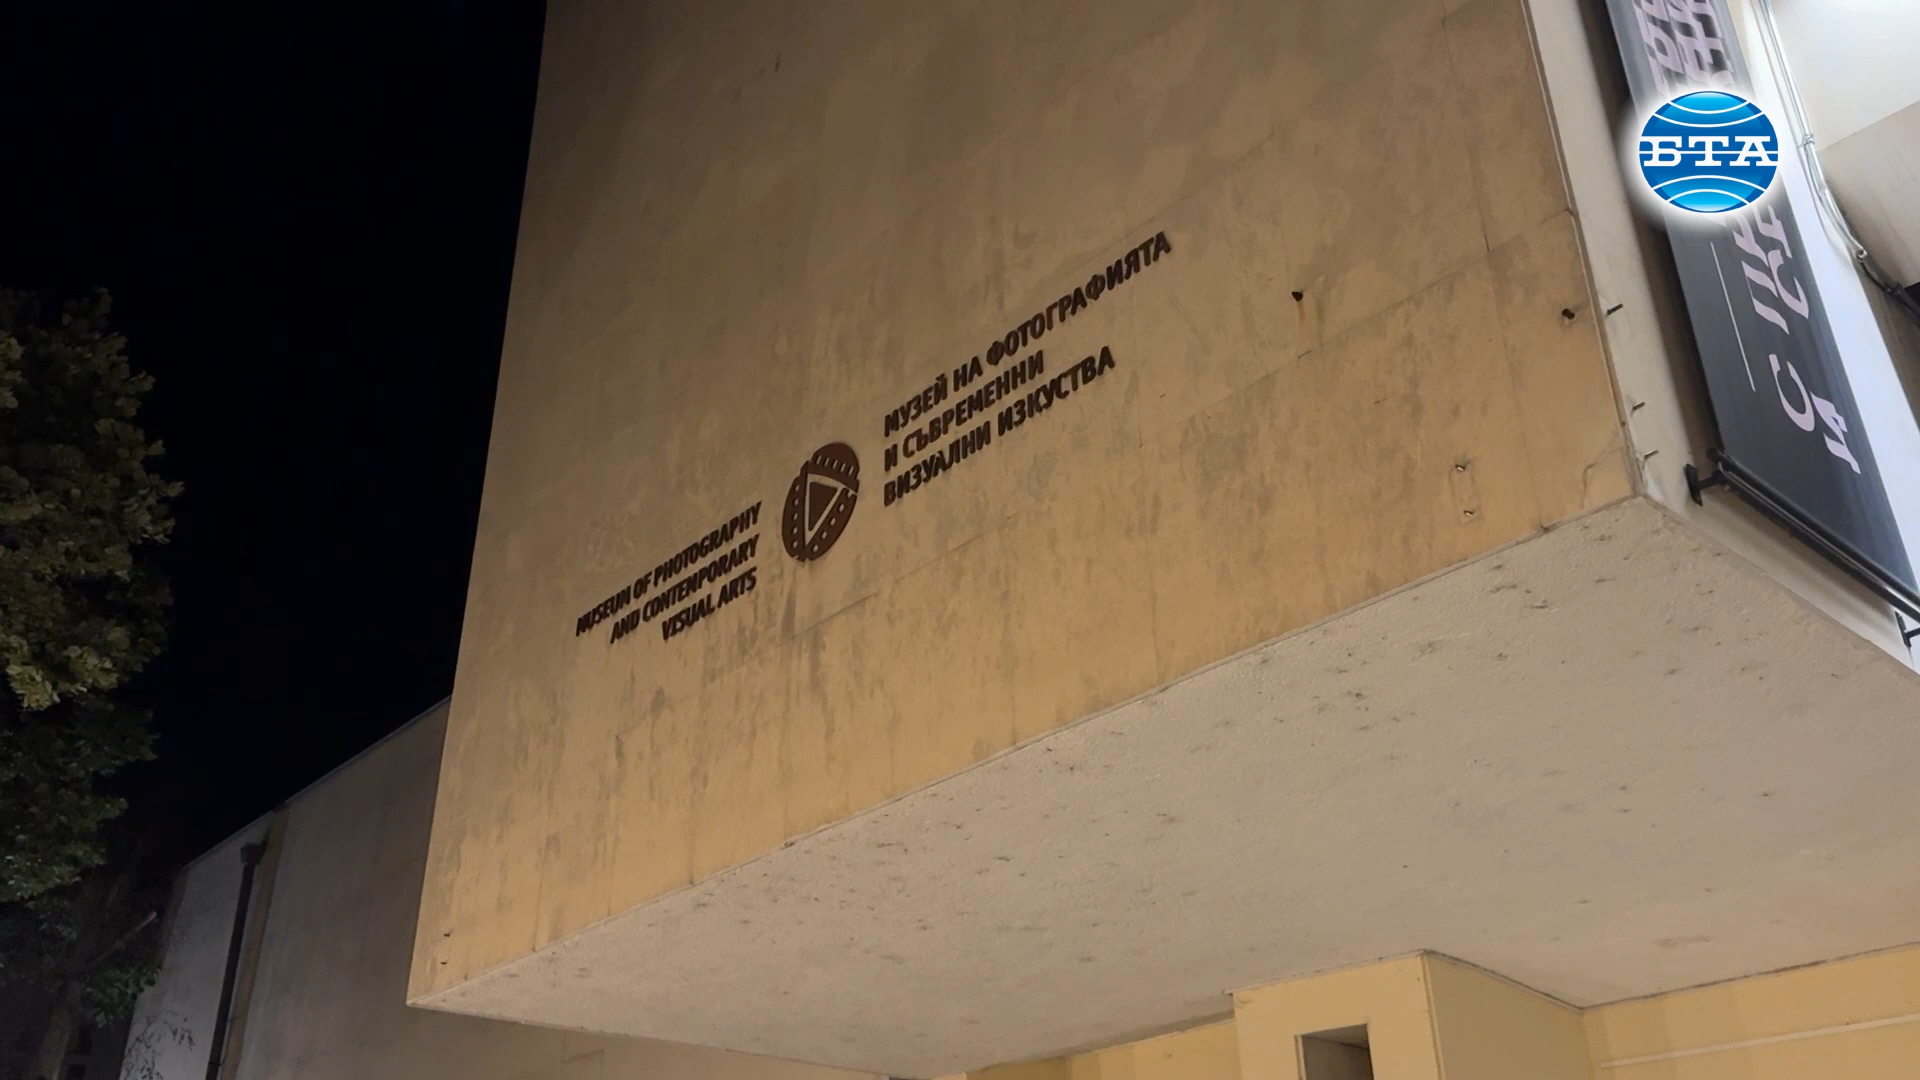 БТА
МУЗЕЙ НА ФОТОГРАФИЯТА
И СЪВРЕМЕННИ
ВИЗУАЛНИ ИЗКУСТВА
MUSEUM OF PHOTOGRAPHY
AND CONTEMPORARY
VISUAL ARTS